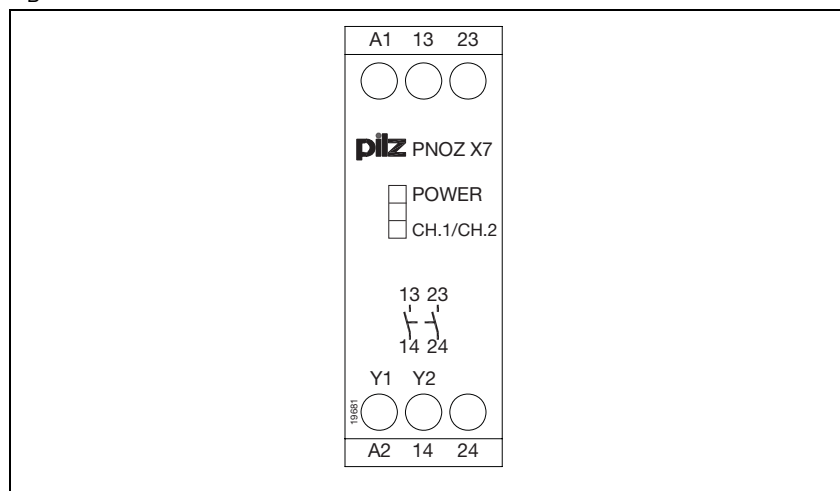 A1 13 23
pilz PNOZ X7
POWER
CH.1/CH.2
13 23
14 24
Y1 Y2
19681
A2 14 24